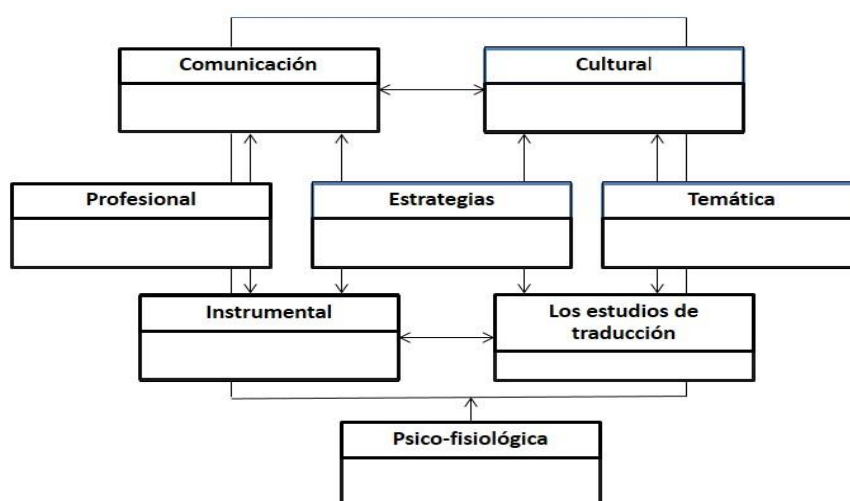 Comunicación
Cultural
Profesional
Estrategias
Temática
Instrumental
Los estudios de
traducción
Psico-fisiológica